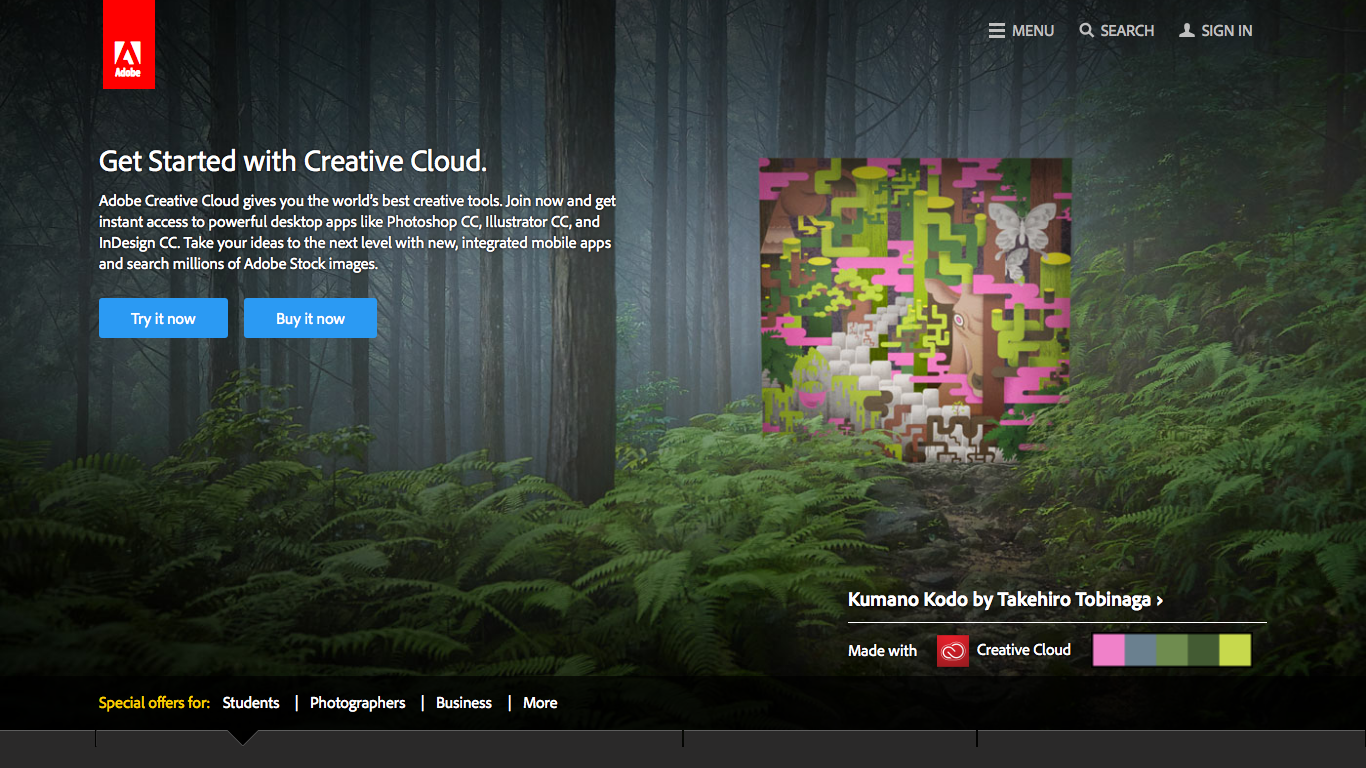 Adobe
MENU
SEARCH
SIGN IN
Get Started with Creative Cloud.
Adobe Creative Cloud gives you the world's best creative tools. Join now and get
instant access to powerful desktop apps like Photoshop CC, Illustrator CC, and
InDesign CC. Take your ideas to the next level with new, integrated mobile apps
and search millions of Adobe Stock images.
Try it now
Buy it now
Kumano Kodo by Takehiro Tobinaga ›
Made with Creative Cloud
Special offers for: Students | Photographers | Business | More